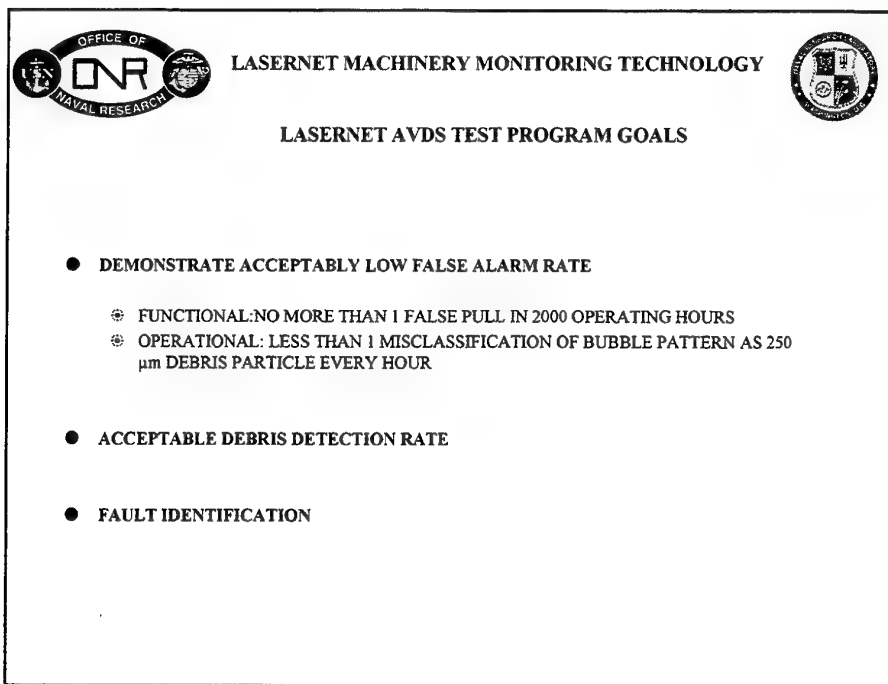 OFFICE OF
ONR
NAVAL RESEARCH
LASERNET MACHINERY MONITORING TECHNOLOGY
LASERNET AVDS TEST PROGRAM GOALS
● DEMONSTRATE ACCEPTABLY LOW FALSE ALARM RATE
FUNCTIONAL:NO MORE THAN 1 FALSE PULL IN 2000 OPERATING HOURS
OPERATIONAL: LESS THAN 1 MISCLASSIFICATION OF BUBBLE PATTERN AS 250
µm DEBRIS PARTICLE EVERY HOUR
● ACCEPTABLE DEBRIS DETECTION RATE
● FAULT IDENTIFICATION